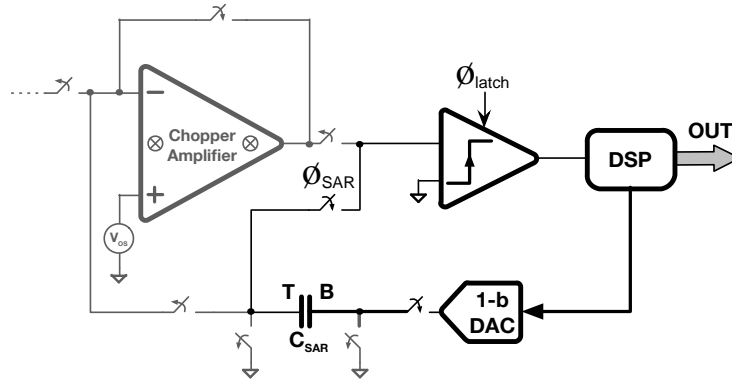 Ølatch
− Chopper
Amplifier
+
OUT
DSP
ØSAR
Vos
T B
CSAR
1-b
DAC